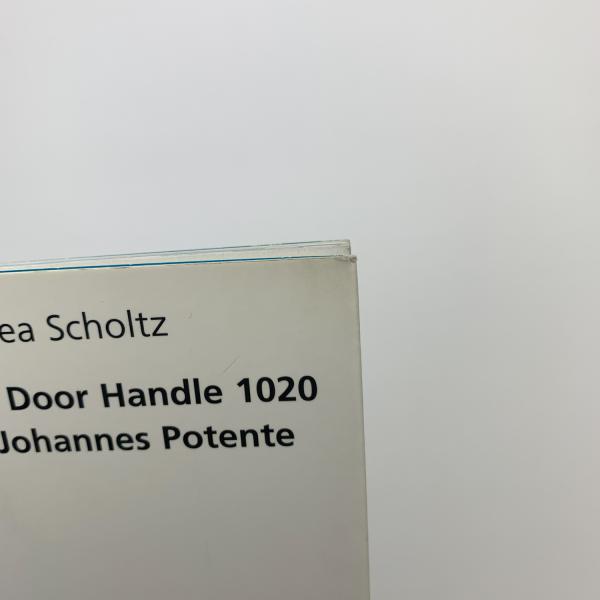 ea Scholtz
Door Handle 1020
Johannes Potente